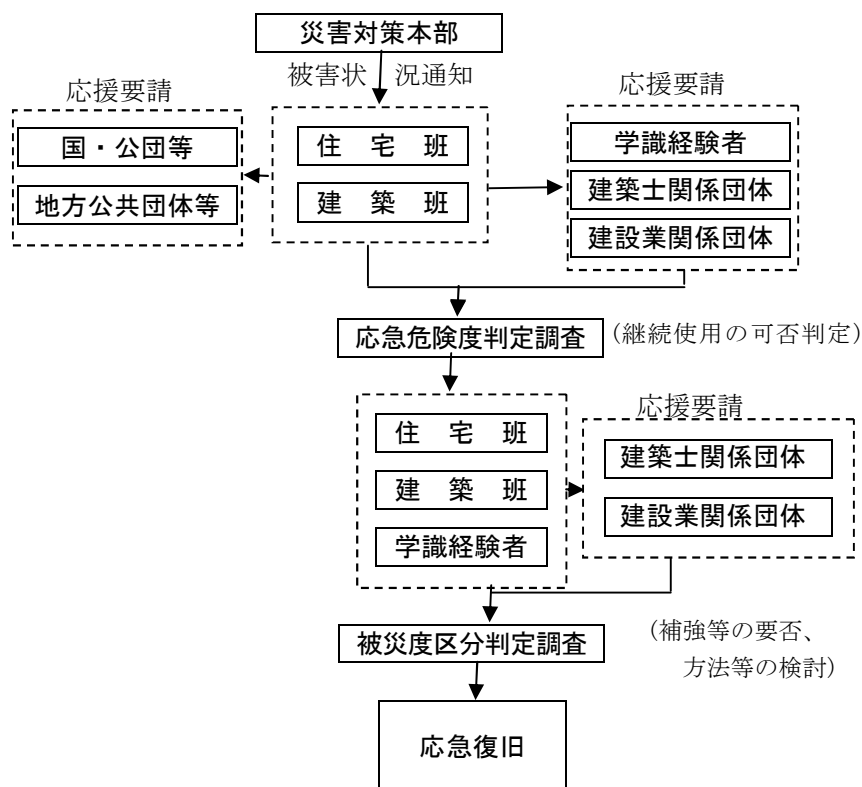 災害対策本部
被害状 況通知
応援要請
国・公団等
地方公共団体等
住 宅 班
建 築 班
応援要請
学識経験者
建築士関係団体
建設業関係団体
応急危険度判定調査
(継続使用の可否判定)
住 宅 班
建 築 班
学識経験者
応援要請
建築士関係団体
建設業関係団体
被災度区分判定調査
(補強等の要否、
方法等の検討)
応急復旧